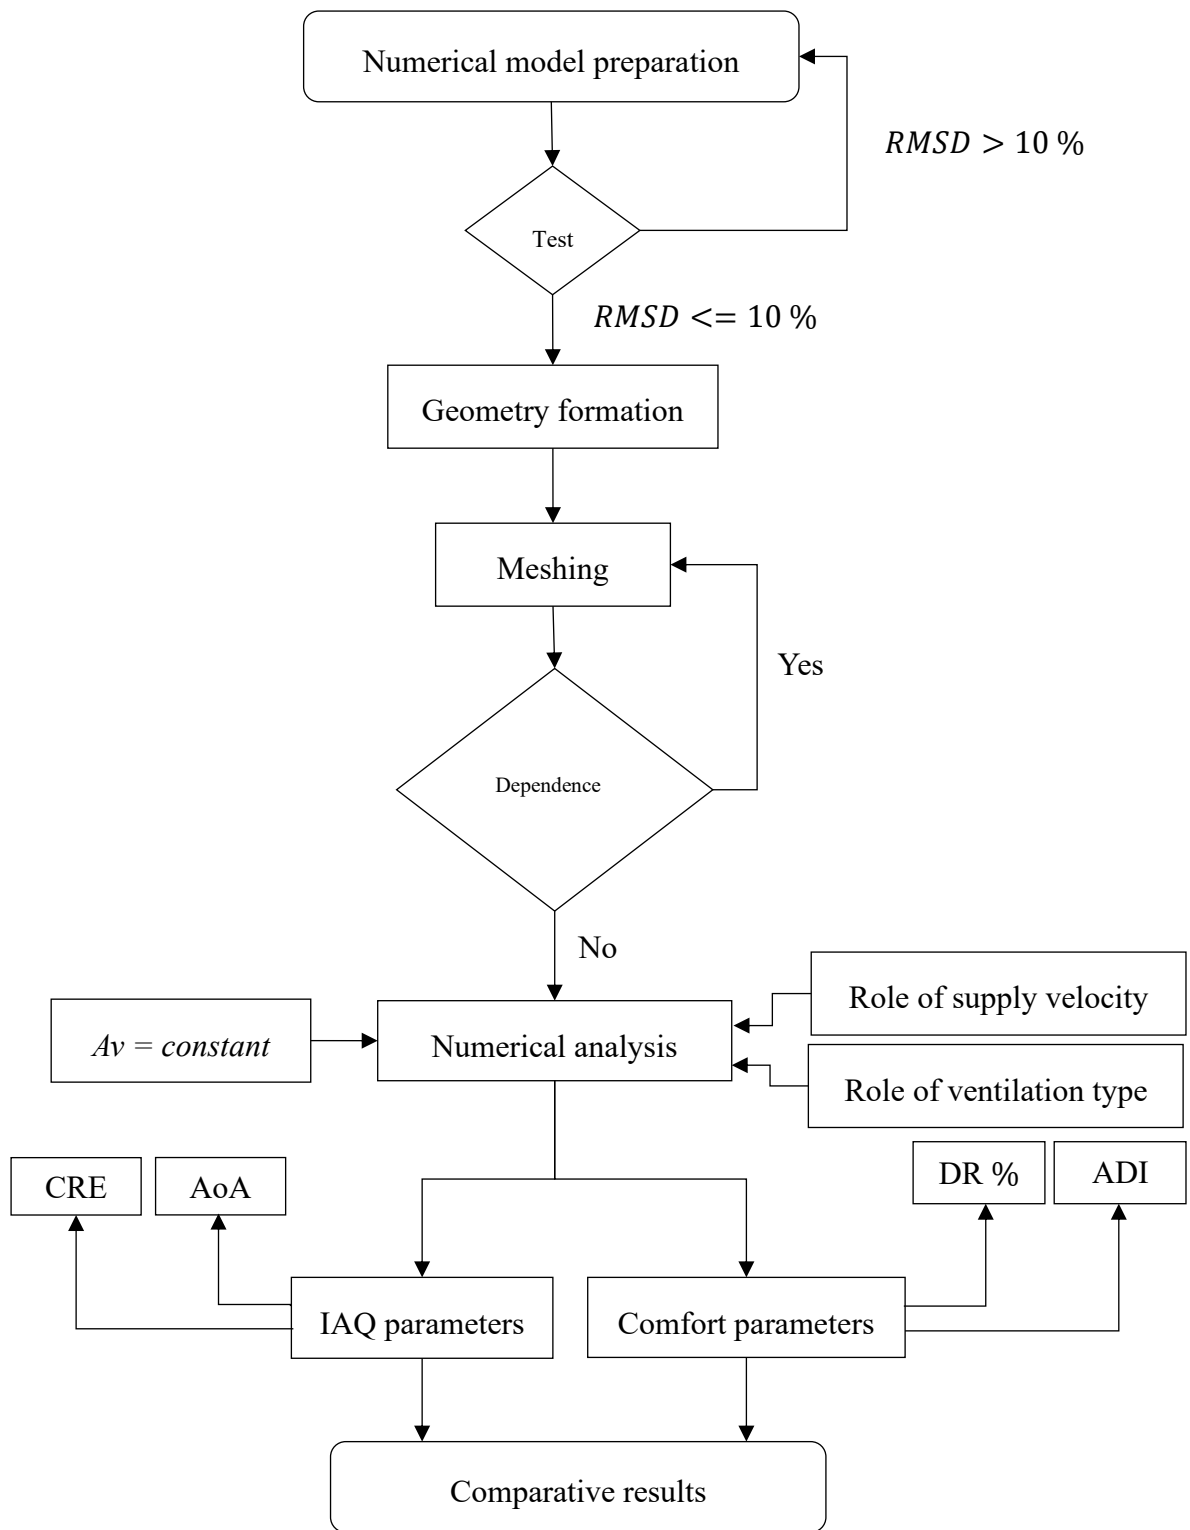 Numerical model preparation
RMSD > 10 %
Test
RMSD <= 10 %
Geometry formation
Meshing
Yes
Dependence
No
Role of supply velocity
Av = constant
Numerical analysis
Role of ventilation type
CRE
AoA
DR %
ADI
IAQ parameters
Comfort parameters
Comparative results